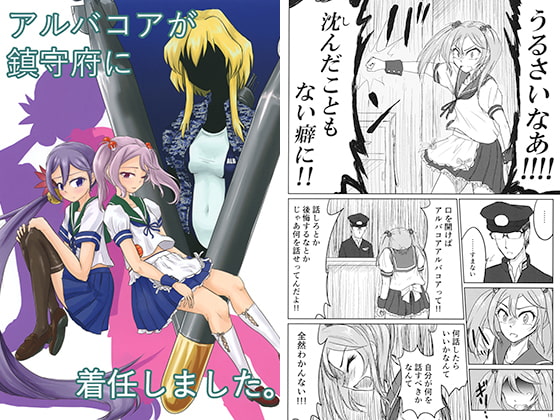 アルバコアが
鎮守府に
ALB
着任しました。
うるさいなあ!!!!
沈んだことも
ない癖に!!
口を開けば
アルバコアアルバコアって!!
話しろとか
後悔するなとか
じゃあ何を話せってんだよ!!
……
…すまない
何話したら
いいかなんて
自分が何を
話すべきか
なんて
全然わかんない!!!